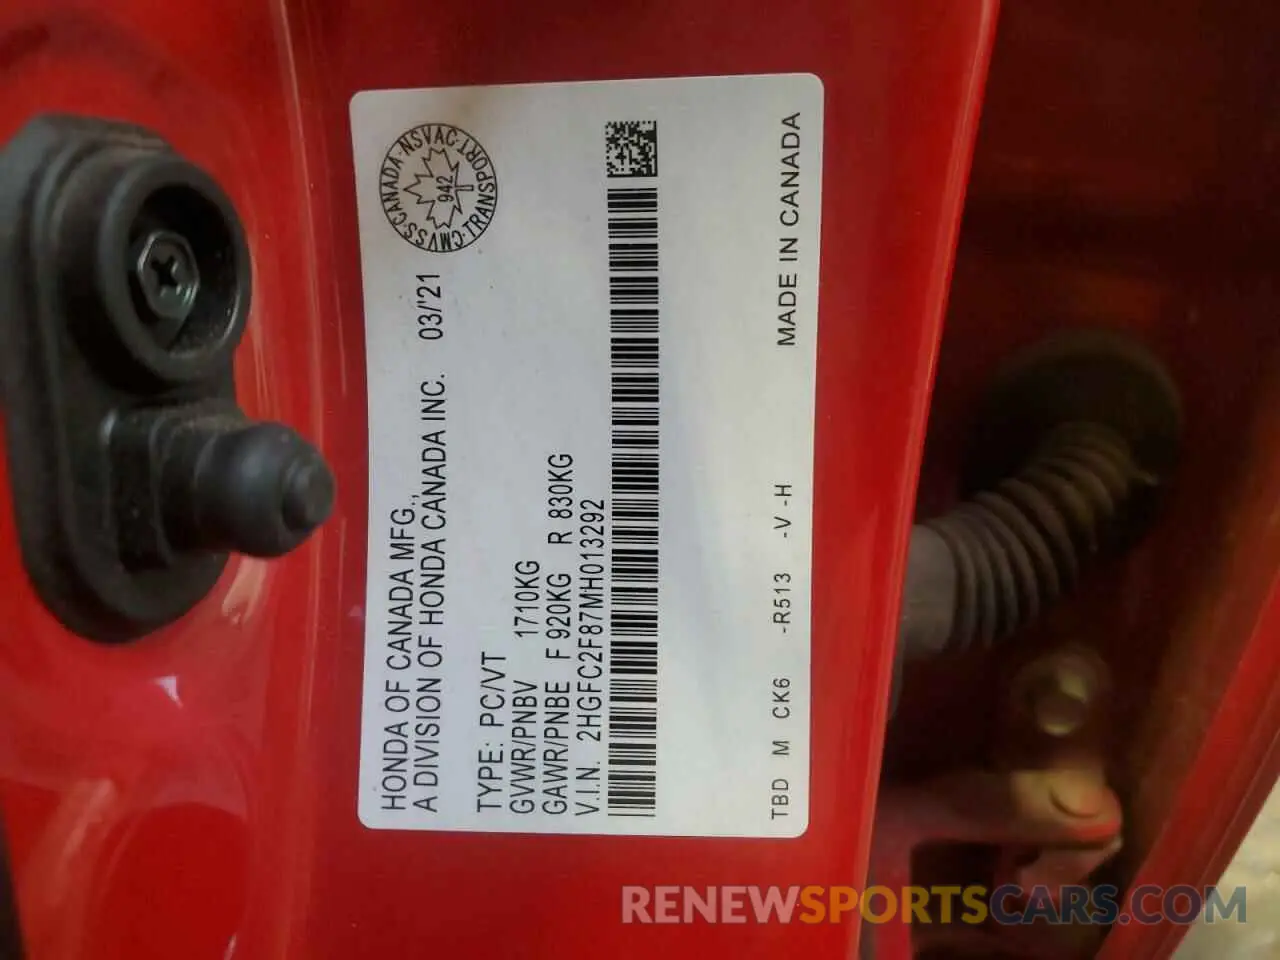 HONDA OF CANADA MFG.,
A DIVISION OF HONDA CANADA INC. 03/'21
CMVSS·CANADA·NSVAC·TRANSPORT
942
TYPE: PC/VT
GVWR/PNBV 1710KG
GAWR/PNBE F 920KG R 830KG
V.I.N. 2HGFC2F87MH013292
TBD M CK6 -R513 -V -H MADE IN CANADA
RENEWSPORTSCARS.COM